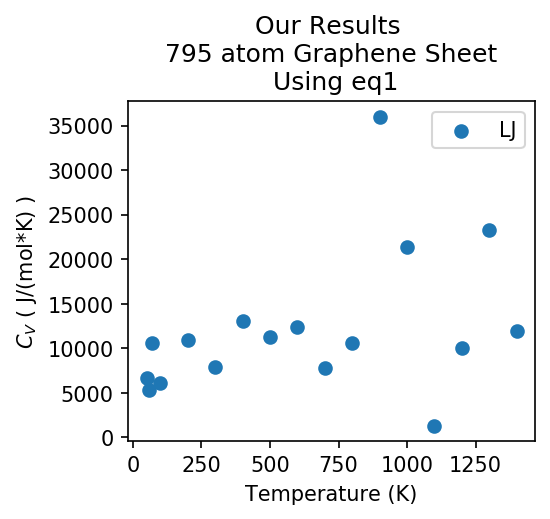 Our Results
795 atom Graphene Sheet
Using eq1
LJ
35000
30000
25000
20000
15000
10000
5000
0
C_V ( J/(mol*K) )
0 250 500 750 1000 1250
Temperature (K)